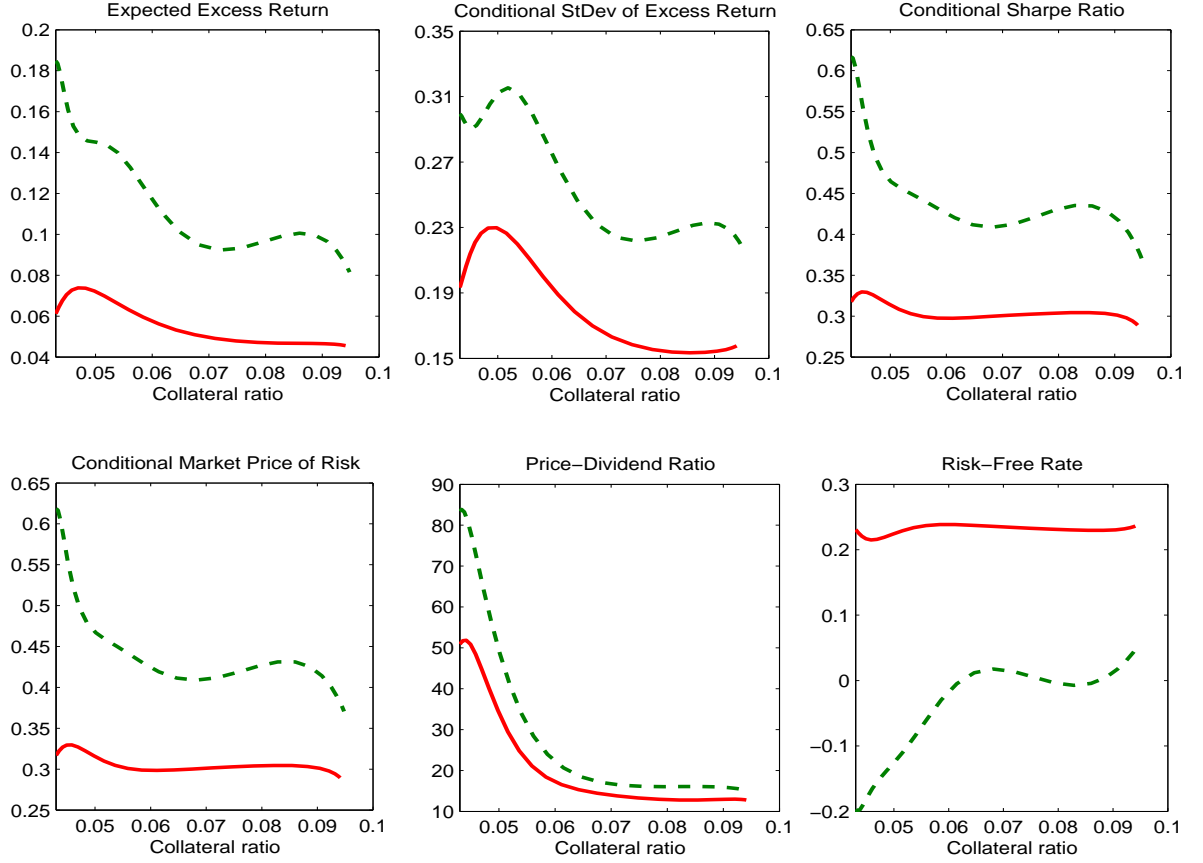 Expected Excess Return
0.2
0.18
0.16
0.14
0.12
0.1
0.08
0.06
0.04
0.05 0.06 0.07 0.08 0.09 0.1
Collateral ratio
Conditional StDev of Excess Return
0.35
0.31
0.27
0.23
0.19
0.15
0.05 0.06 0.07 0.08 0.09 0.1
Collateral ratio
Conditional Sharpe Ratio
0.65
0.6
0.55
0.5
0.45
0.4
0.35
0.3
0.25
0.05 0.06 0.07 0.08 0.09 0.1
Collateral ratio
Conditional Market Price of Risk
0.65
0.6
0.55
0.5
0.45
0.4
0.35
0.3
0.25
0.05 0.06 0.07 0.08 0.09 0.1
Collateral ratio
Price−Dividend Ratio
90
80
70
60
50
40
30
20
10
0.05 0.06 0.07 0.08 0.09 0.1
Collateral ratio
Risk−Free Rate
0.3
0.2
0.1
0
−0.1
−0.2
0.05 0.06 0.07 0.08 0.09 0.1
Collateral ratio